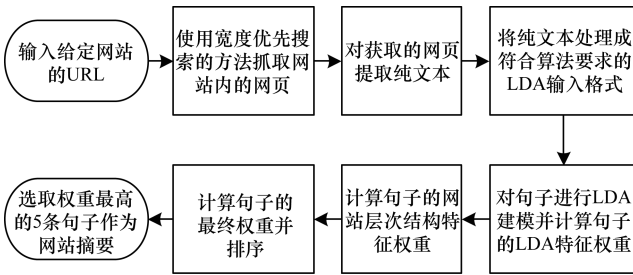 输入给定网站
的URL
使用宽度优先搜
索的方法抓取网
站内的网页
对获取的网页
提取纯文本
将纯文本处理成
符合算法要求的
LDA输入格式
对句子进行LDA
建模并计算句子
的LDA特征权重
计算句子的网
站层次结构特
征权重
计算句子的
最终权重并
排序
选取权重最高
的5条句子作为
网站摘要